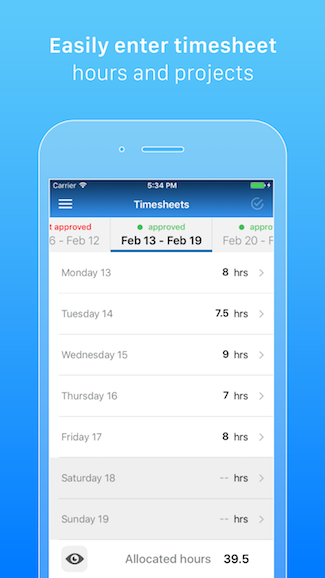 Easily enter timesheet
hours and projects
Carrier 5:34 PM
Timesheets
t approved approved appro
6 - Feb 12 Feb 13 - Feb 19 Feb 20 - F
Monday 13 8 hrs
Tuesday 14 7.5 hrs
Wednesday 15 9 hrs
Thursday 16 7 hrs
Friday 17 8 hrs
Saturday 18 -- hrs
Sunday 19 -- hrs
Allocated hours 39.5